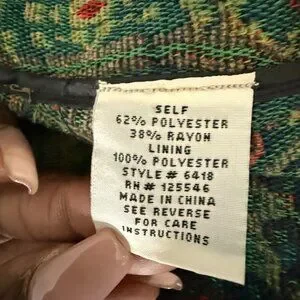 SELF
62% POLYESTER
38% RAYON
LINING
100% POLYESTER
STYLE# 6418
RN# 125546
MADE IN CHINA
SEE REVERSE
FOR CARE
INSTRUCTIONS